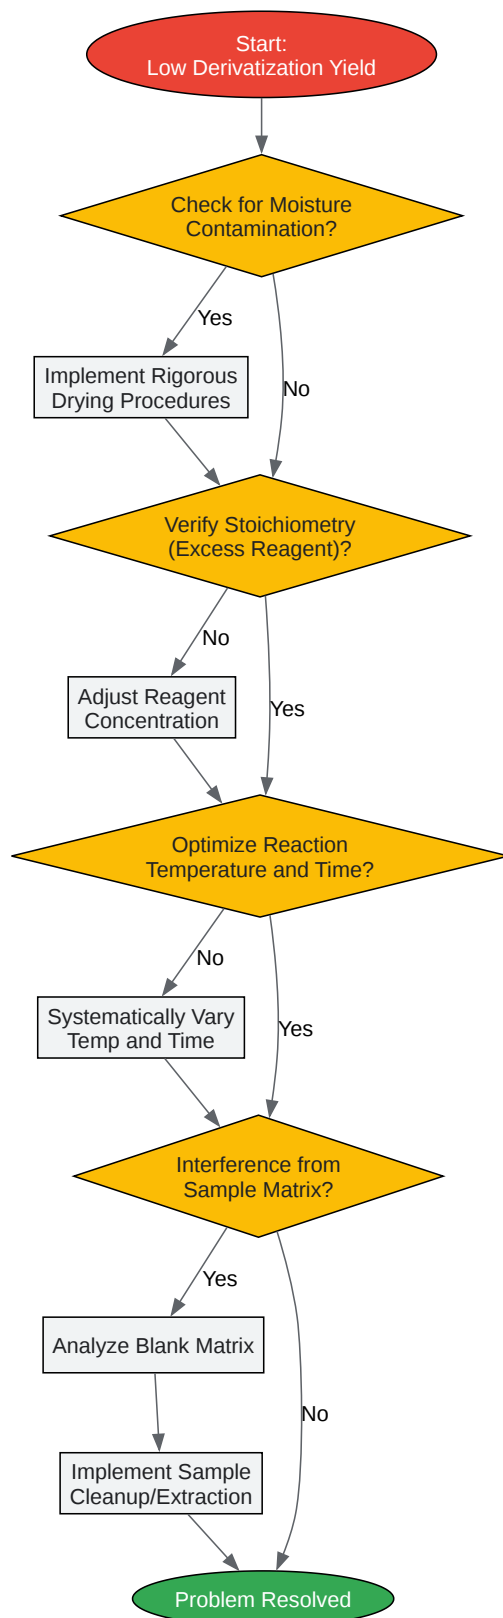 Start:
Low Derivatization Yield
Check for Moisture
Contamination?
Yes
Implement Rigorous
Drying Procedures
No
Verify Stoichiometry
(Excess Reagent)?
No
Adjust Reagent
Concentration
Yes
Optimize Reaction
Temperature and Time?
No
Systematically Vary
Temp and Time
Yes
Interference from
Sample Matrix?
Yes
Analyze Blank Matrix
No
Implement Sample
Cleanup/Extraction
Problem Resolved